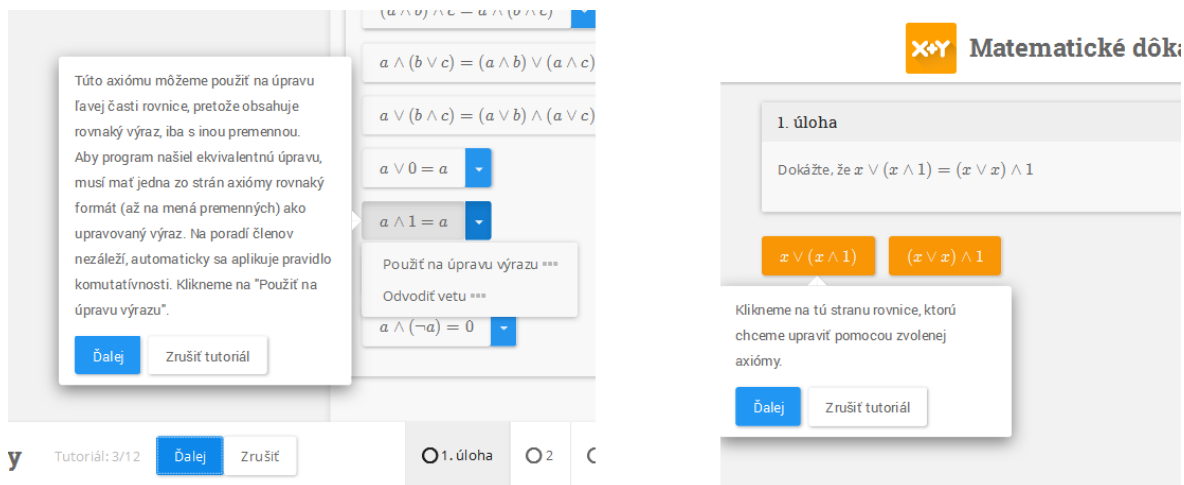 (a ∧ b) ∧ c = a ∧ (b ∧ c)
a ∧ (b ∨ c) = (a ∧ b) ∨ (a ∧ c)
a ∨ (b ∧ c) = (a ∨ b) ∧ (a ∨ c)
a ∨ 0 = a
a ∧ 1 = a
Použiť na úpravu výrazu
Odvodiť vetu
a ∧ (¬a) = 0
Túto axiómu môžeme použiť na úpravu
ľavej časti rovnice, pretože obsahuje
rovnaký výraz, iba s inou premennou.
Aby program našiel ekvivalentnú úpravu,
musí mať jedna zo strán axiómy rovnaký
formát (až na mená premenných) ako
upravovaný výraz. Na poradí členov
nezáleží, automaticky sa aplikuje pravidlo
komutatívnosti. Klikneme na "Použiť na
úpravu výrazu".
Ďalej Zrušiť tutoriál
y Tutoriál: 3/12 Ďalej Zrušiť 1. úloha 2
X+Y Matematické dôka
1. úloha
Dokážte, že x ∨ (x ∧ 1) = (x ∨ x) ∧ 1
x ∨ (x ∧ 1) (x ∨ x) ∧ 1
Klikneme na tú stranu rovnice, ktorú
chceme upraviť pomocou zvolenej
axiómy.
Ďalej Zrušiť tutoriál